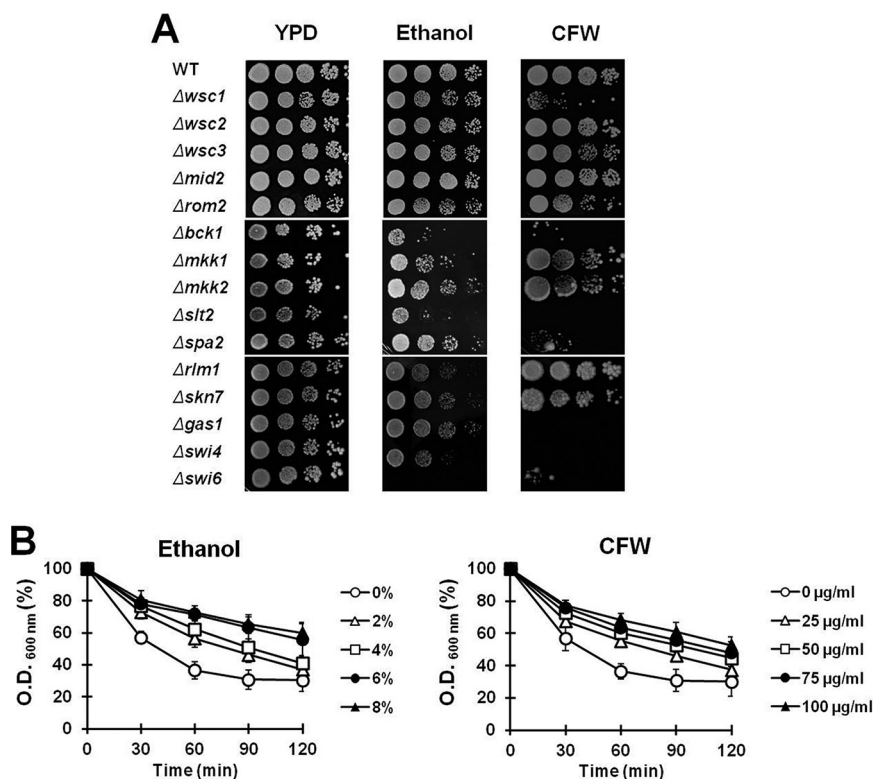 A
YPD Ethanol CFW
WT
Δwsc1
Δwsc2
Δwsc3
Δmid2
Δrom2
Δbck1
Δmkk1
Δmkk2
Δslt2
Δspa2
Δrlm1
Δskn7
Δgas1
Δswi4
Δswi6
B
Ethanol
O.D. 600 nm (%)
100
80
60
40
20
0
0 30 60 90 120
Time (min)
0%
2%
4%
6%
8%
CFW
O.D. 600 nm (%)
100
80
60
40
20
0
0 30 60 90 120
Time (min)
0 µg/ml
25 µg/ml
50 µg/ml
75 µg/ml
100 µg/ml